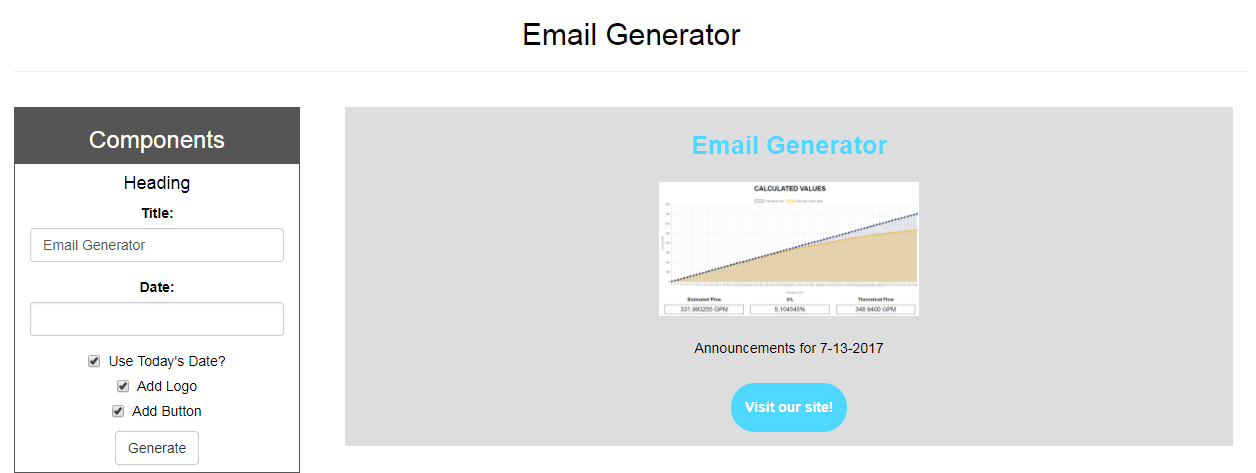 Email Generator
Components
Heading
Title:
Email Generator
Date:
Use Today's Date?
Add Logo
Add Button
Generate
Email Generator
CALCULATED VALUES
Estimated Flow
V/L
Theoretical Flow
331.993255 GPM
5.104545%
348.9400 GPM
Announcements for 7-13-2017
Visit our site!